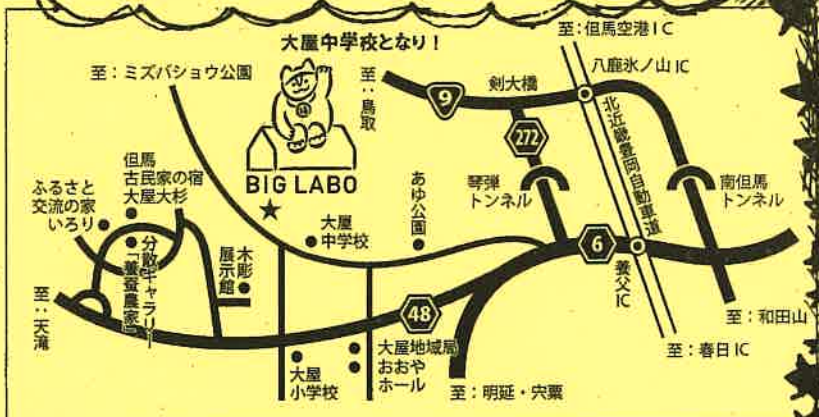 大屋中学校となり！
至：但馬空港IC
至：ミズバショウ公園
至：鳥取
9
剣大橋
八鹿氷ノ山IC
北近畿豊岡自動車道
272
但馬
古民家の宿
大屋大杉
ふるさと
交流の家
いろり
BIG LABO
あゆ公園
琴弾
トンネル
南但馬
トンネル
大屋
中学校
木彫
展示館
分散ギャラリー
「養蚕農家」
6
養父IC
至：天滝
48
至：和田山
大屋
小学校
大屋地域局
おおや
ホール
至：明延・宍粟
至：春日IC